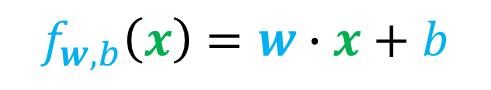 f_{w,b}(x) = w · x + b